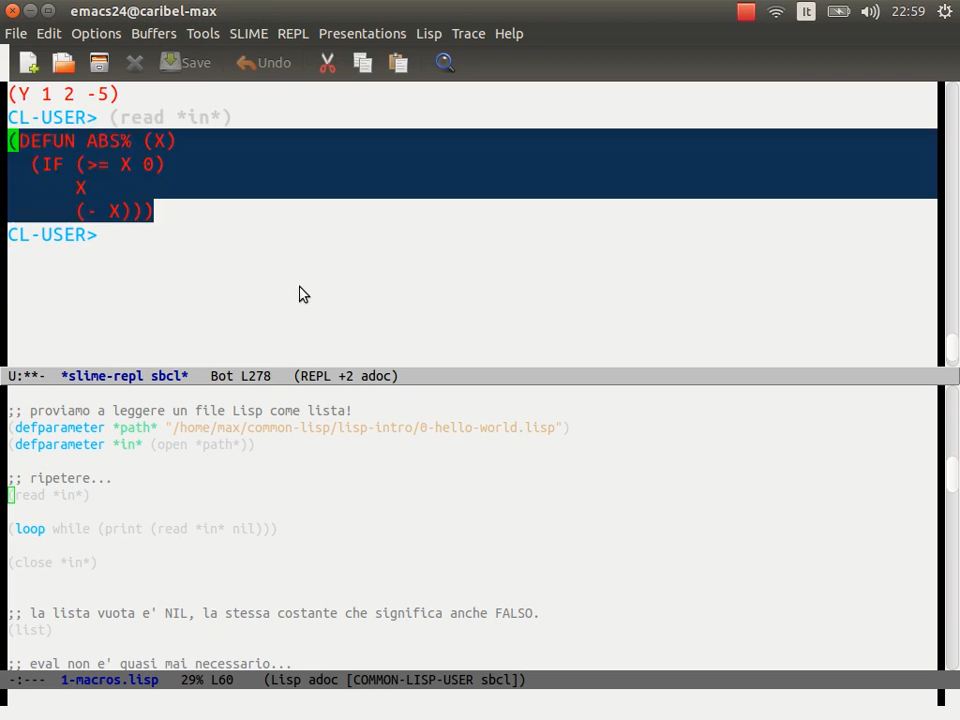 emacs24@caribel-max
It
22:59
File Edit Options Buffers Tools SLIME REPL Presentations Lisp Trace Help
Save Undo
(Y 1 2 -5)
CL-USER> (read *in*)
(DEFUN ABS% (X)
(IF (>= X 0)
X
(- X)))
CL-USER>
U:**- *slime-repl sbcl* Bot L278 (REPL +2 adoc)
;; proviamo a leggere un file Lisp come lista!
(defparameter *path* "/home/max/common-lisp/lisp-intro/0-hello-world.lisp")
(defparameter *in* (open *path*))
;; ripetere...
(read *in*)
(loop while (print (read *in* nil)))
(close *in*)
;; la lista vuota e' NIL, la stessa costante che significa anche FALSO.
(list)
;; eval non e' quasi mai necessario...
-:--- 1-macros.lisp 29% L60 (Lisp adoc [COMMON-LISP-USER sbcl])